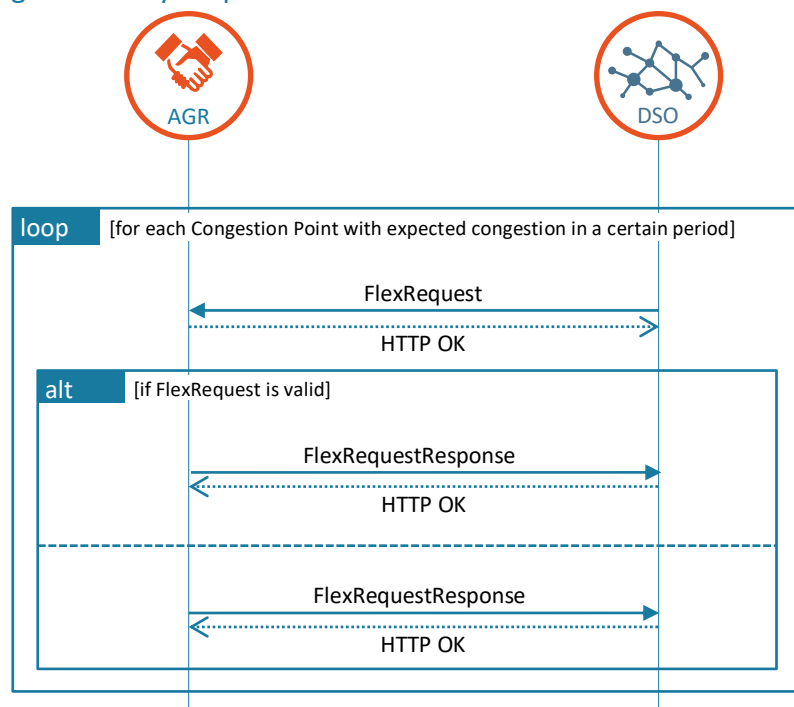 AGR
DSO
loop [for each Congestion Point with expected congestion in a certain period]
FlexRequest
HTTP OK
alt [if FlexRequest is valid]
FlexRequestResponse
HTTP OK
FlexRequestResponse
HTTP OK